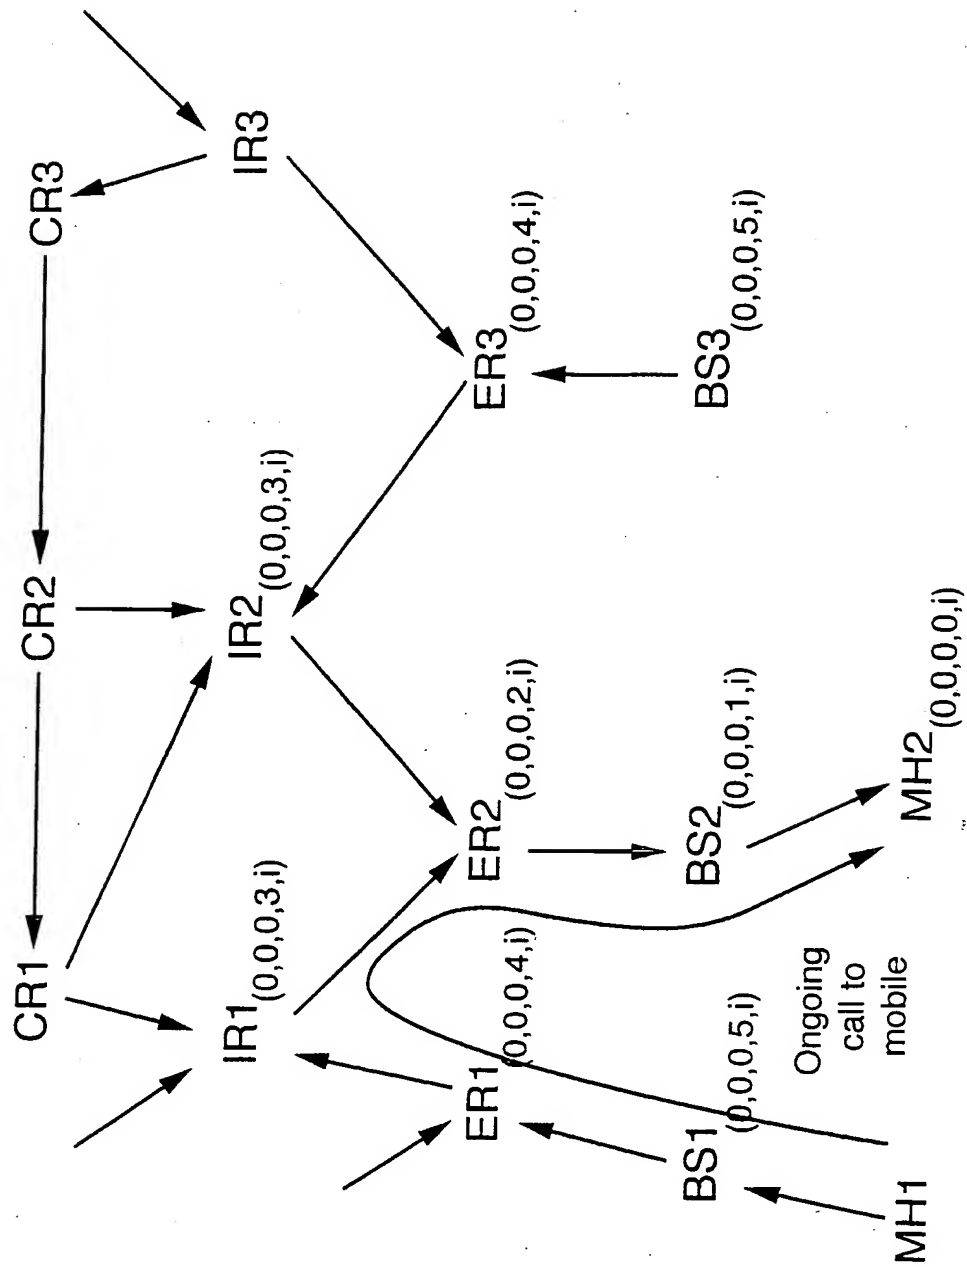 CR1
CR2
CR3
IR1(0,0,0,3,i)
IR2(0,0,0,3,i)
IR3
ER1(0,0,0,4,i)
ER2(0,0,0,2,i)
ER3(0,0,0,4,i)
BS1(0,0,0,5,i)
BS2(0,0,0,1,i)
BS3(0,0,0,5,i)
Ongoing
call to
mobile
MH1
MH2(0,0,0,0,i)